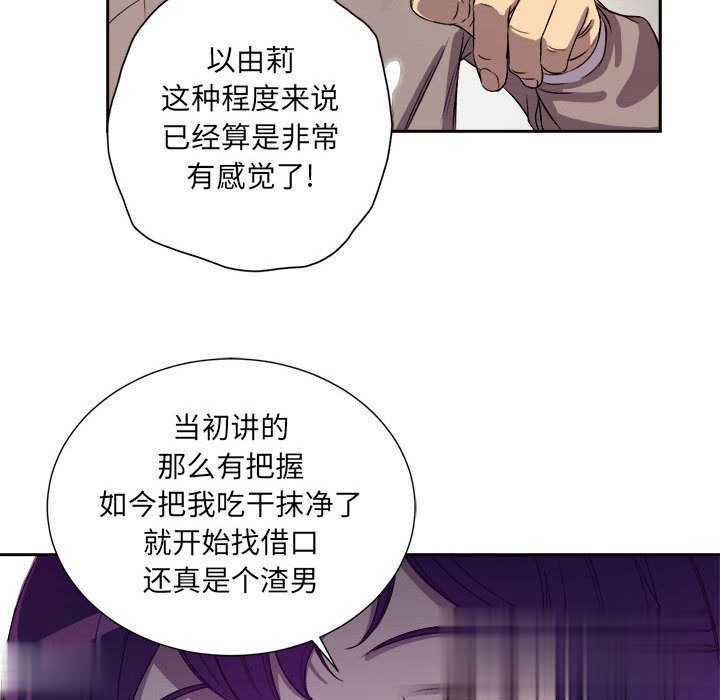 以由莉
这种程度来说
已经算是非常
有感觉了!
当初讲的
那么有把握
如今把我吃干抹净了
就开始找借口
还真是个渣男